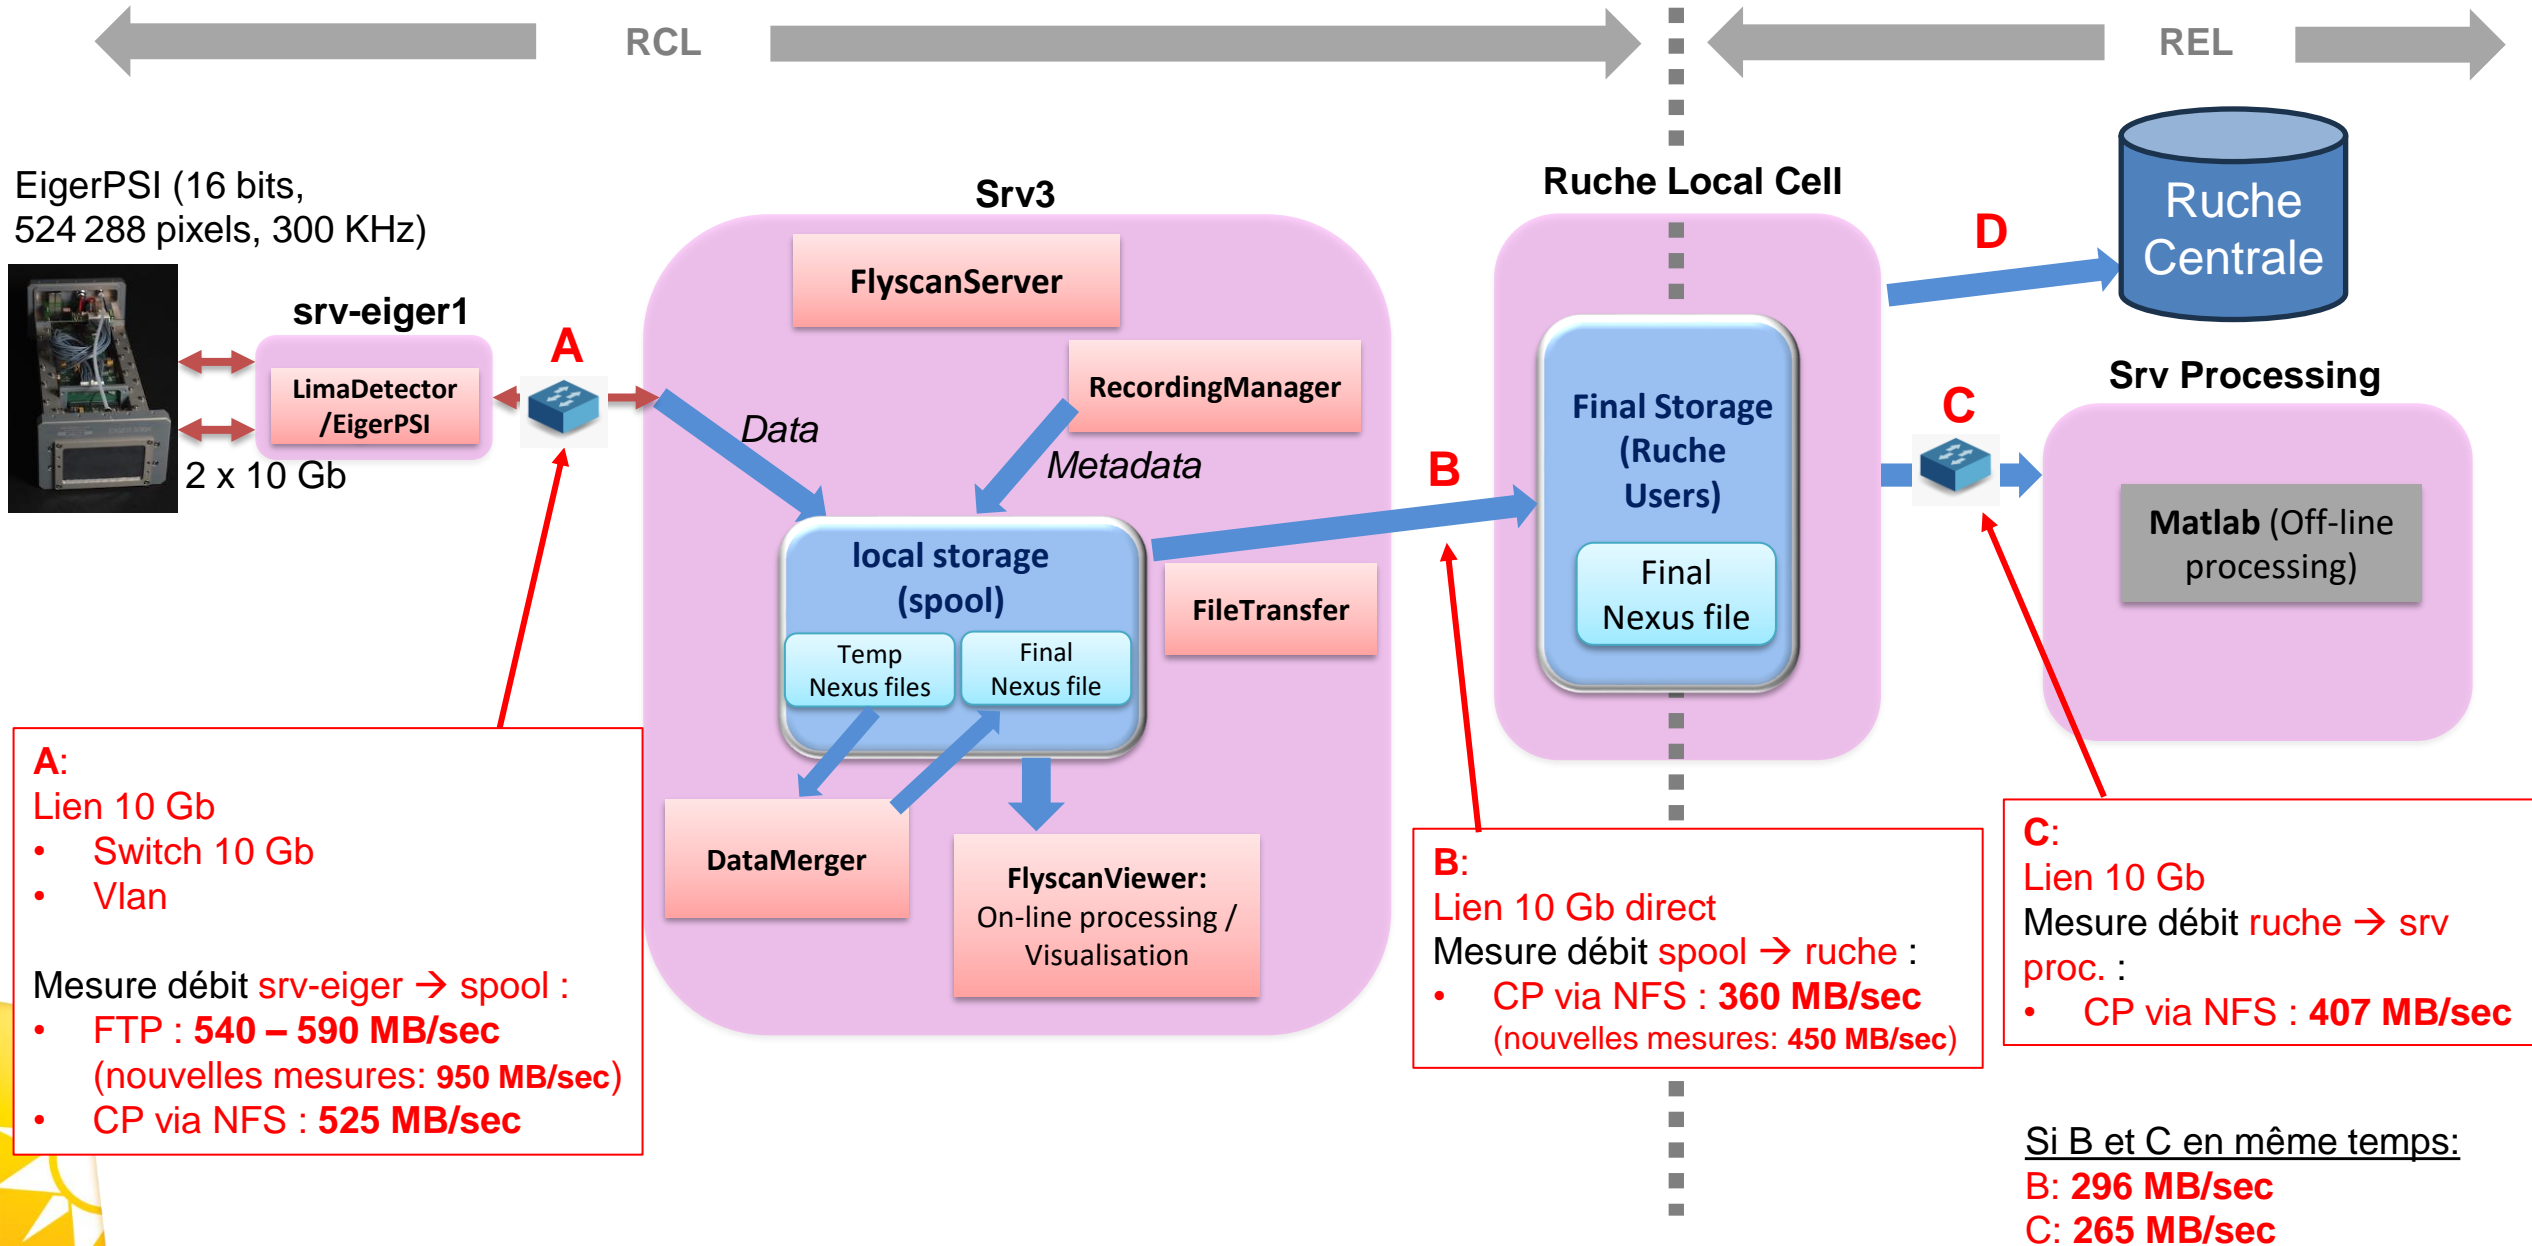 RCL
REL
EigerPSI (16 bits,
524 288 pixels, 300 KHz)
srv-eiger1
LimaDetector
/EigerPSI
2 x 10 Gb
A
Srv3
FlyscanServer
RecordingManager
Data
Metadata
local storage
(spool)
Temp
Nexus files
Final
Nexus file
FileTransfer
DataMerger
FlyscanViewer:
On-line processing /
Visualisation
B
Ruche Local Cell
Final Storage
(Ruche
Users)
Final
Nexus file
D
Ruche
Centrale
C
Srv Processing
Matlab (Off-line
processing)
A:
Lien 10 Gb
• Switch 10 Gb
• Vlan
Mesure débit srv-eiger → spool :
• FTP : 540 – 590 MB/sec
(nouvelles mesures: 950 MB/sec)
• CP via NFS : 525 MB/sec
B:
Lien 10 Gb direct
Mesure débit spool → ruche :
• CP via NFS : 360 MB/sec
(nouvelles mesures: 450 MB/sec)
C:
Lien 10 Gb
Mesure débit ruche → srv
proc. :
• CP via NFS : 407 MB/sec
Si B et C en même temps:
B: 296 MB/sec
C: 265 MB/sec